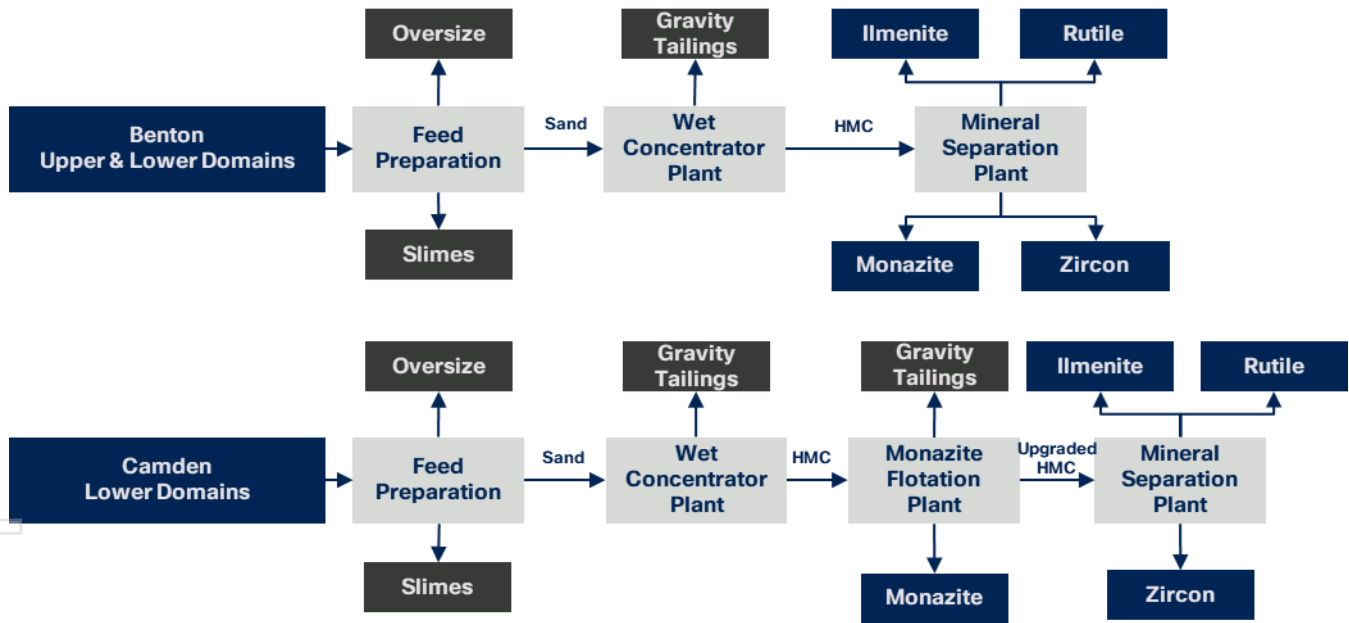 Oversize
Gravity
Tailings
Ilmenite
Rutile
Benton
Upper & Lower Domains
Feed
Preparation
Sand
Wet
Concentrator
Plant
HMC
Mineral
Separation
Plant
Slimes
Monazite
Zircon
Oversize
Gravity
Tailings
Gravity
Tailings
Ilmenite
Rutile
Camden
Lower Domains
Feed
Preparation
Sand
Wet
Concentrator
Plant
HMC
Monazite
Flotation
Plant
Upgraded
HMC
Mineral
Separation
Plant
Slimes
Monazite
Zircon